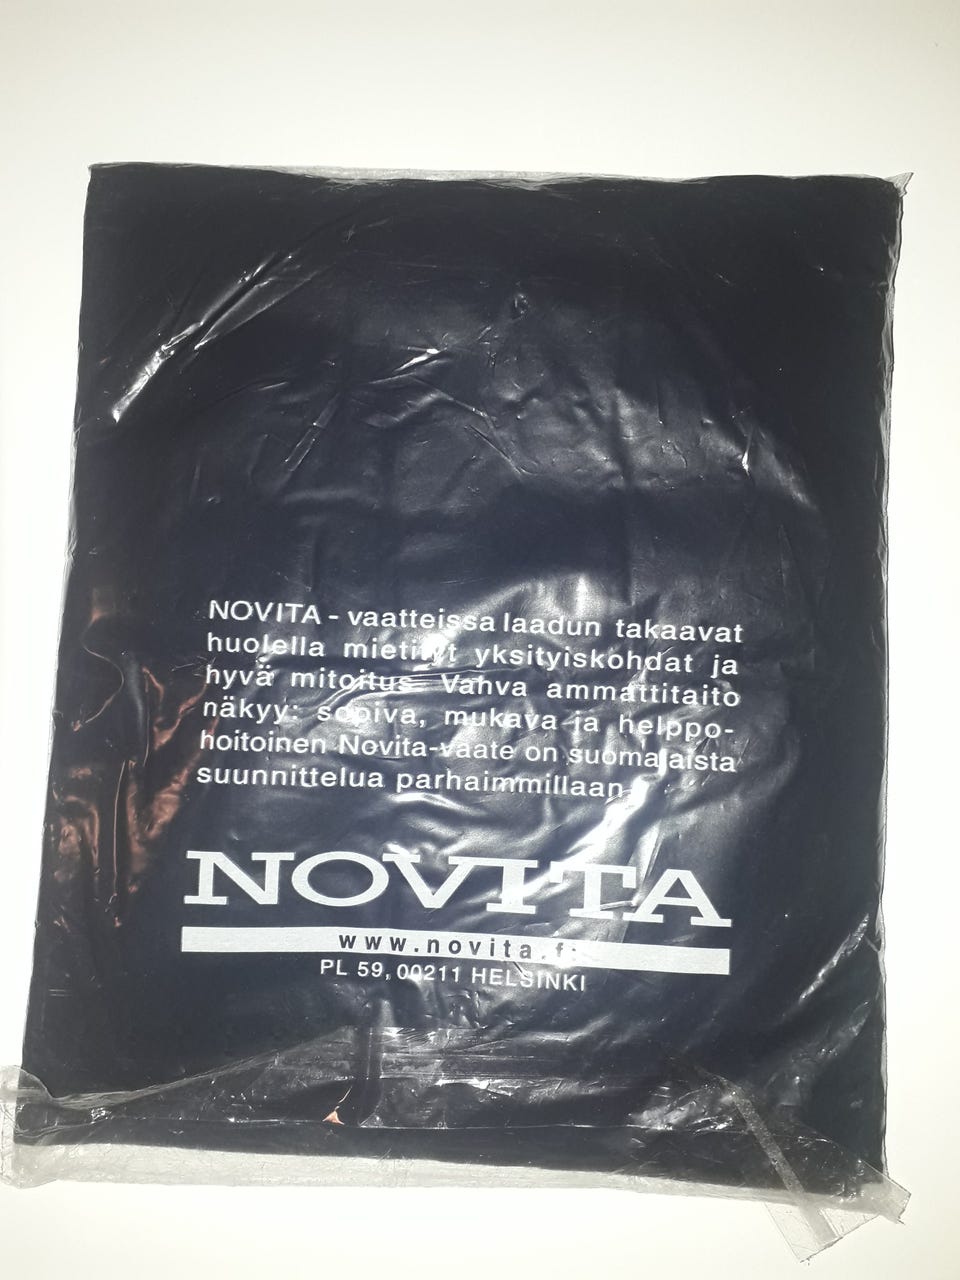 NOVITA - vaatteissa laadun takaavat
huolella mietityt yksityiskohdat ja
hyvä mitoitus. Vahva ammattitaito
näkyy: sopiva, mukava ja helppo-
hoitoinen Novita-vaate on suomalaista
suunnittelua parhaimmillaan.
NOVITA
www.novita.fi
PL 59, 00211 HELSINKI